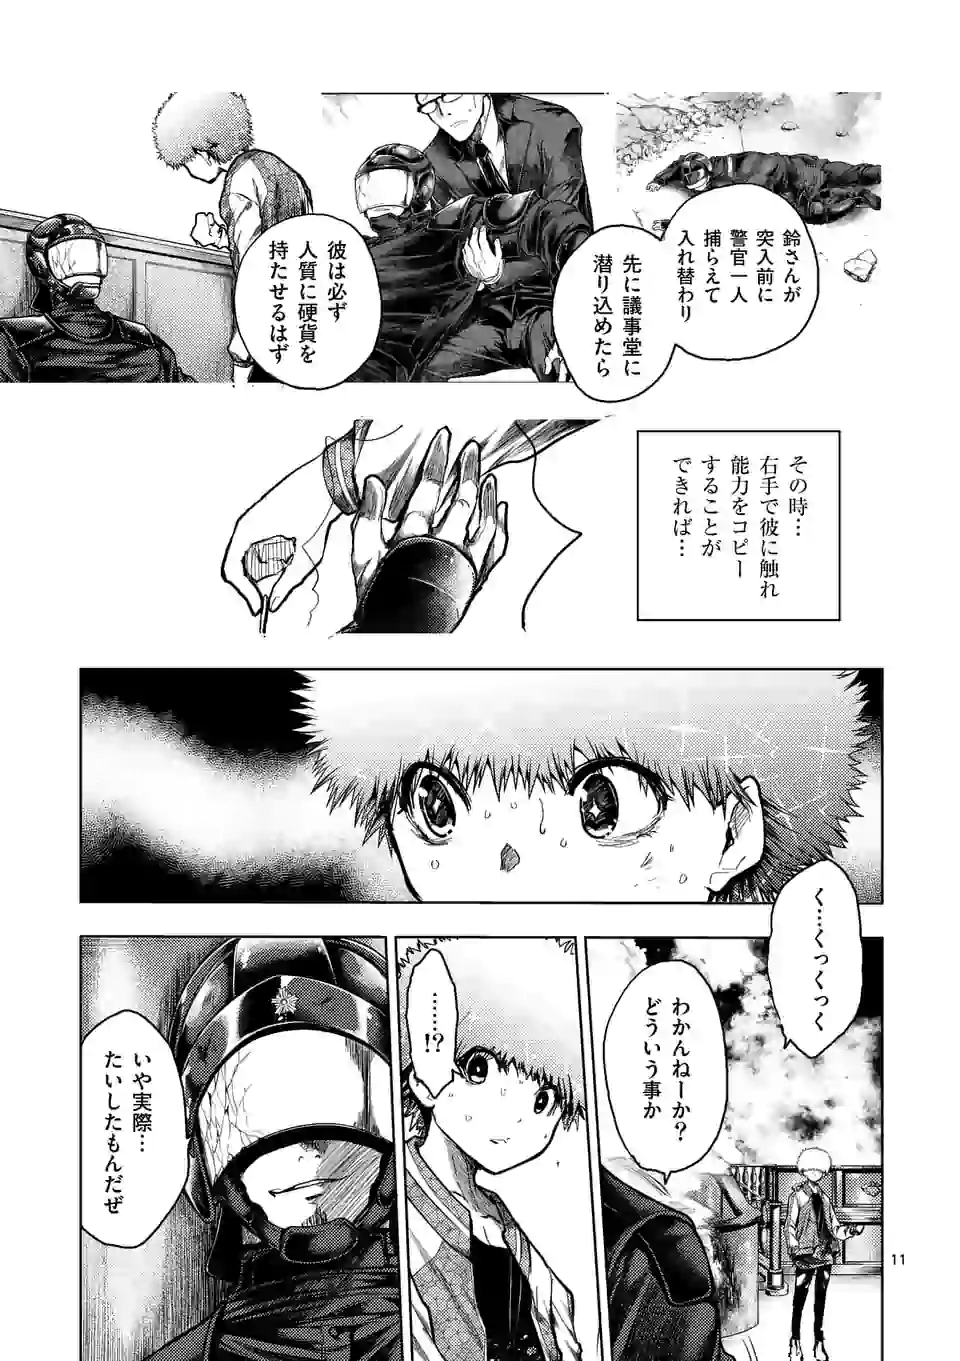 鈴さんが
突入前に
警官一人
捕らえて
入れ替わり
先に議事堂に
潜り込めたら
彼は必ず
人質に硬貨を
持たせるはず
その時…
右手で彼に触れ
能力をコピー
することが
できれば…
く…くっくっく
わかんねーか?
どういう事か
……!?
いや実際…
たいしたもんだぜ
11